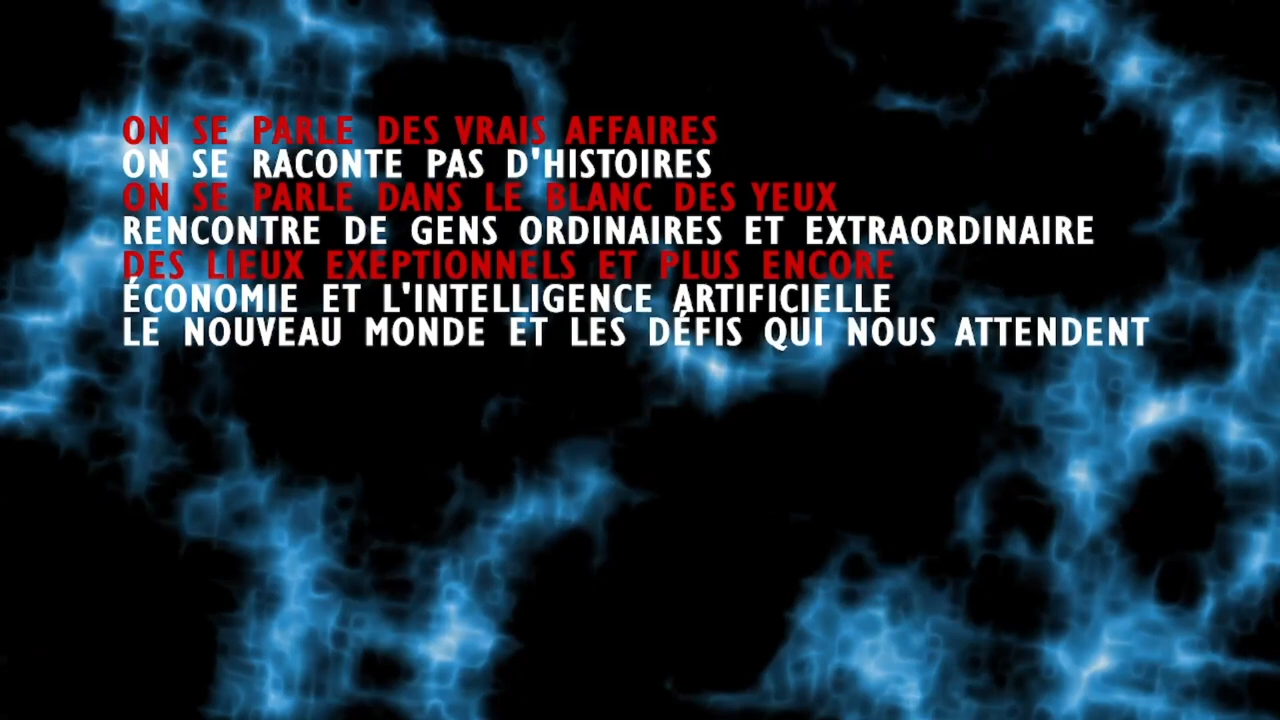 ON SE PARLE DES VRAIS AFFAIRES
ON SE RACONTE PAS D'HISTOIRES
ON SE PARLE DANS LE BLANC DES YEUX
RENCONTRE DE GENS ORDINAIRES ET EXTRAORDINAIRE
DES LIEUX EXEPTIONNELS ET PLUS ENCORE
ÉCONOMIE ET L'INTELLIGENCE ARTIFICIELLE
LE NOUVEAU MONDE ET LES DÉFIS QUI NOUS ATTENDENT